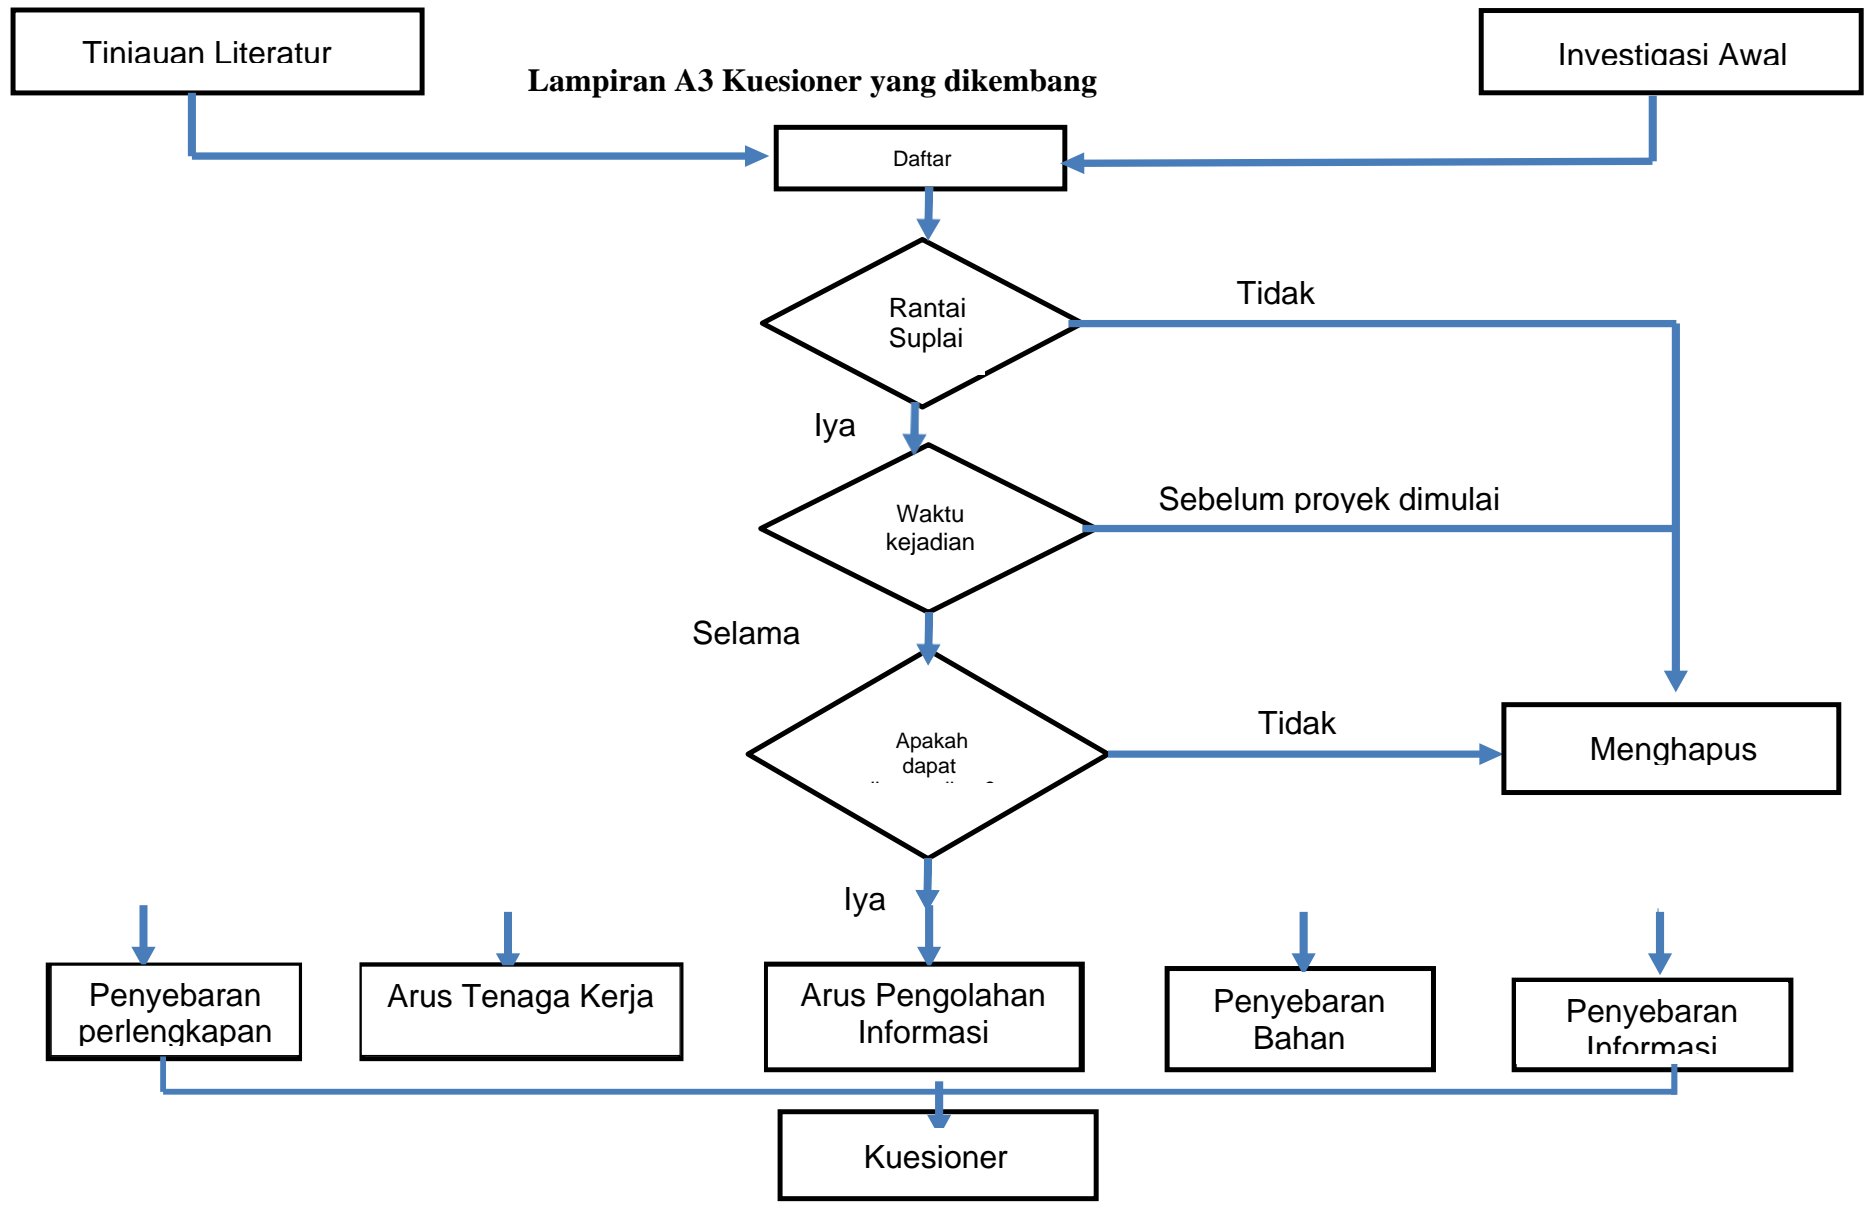 Tinjauan Literatur
Investigasi Awal
Lampiran A3 Kuesioner yang dikembang
Daftar
Rantai
Suplai
Tidak
Iya
Waktu
kejadian
Sebelum proyek dimulai
Selama
Apakah
dapat
Tidak
Menghapus
Iya
Penyebaran
perlengkapan
Arus Tenaga Kerja
Arus Pengolahan
Informasi
Penyebaran
Bahan
Penyebaran
Informasi
Kuesioner